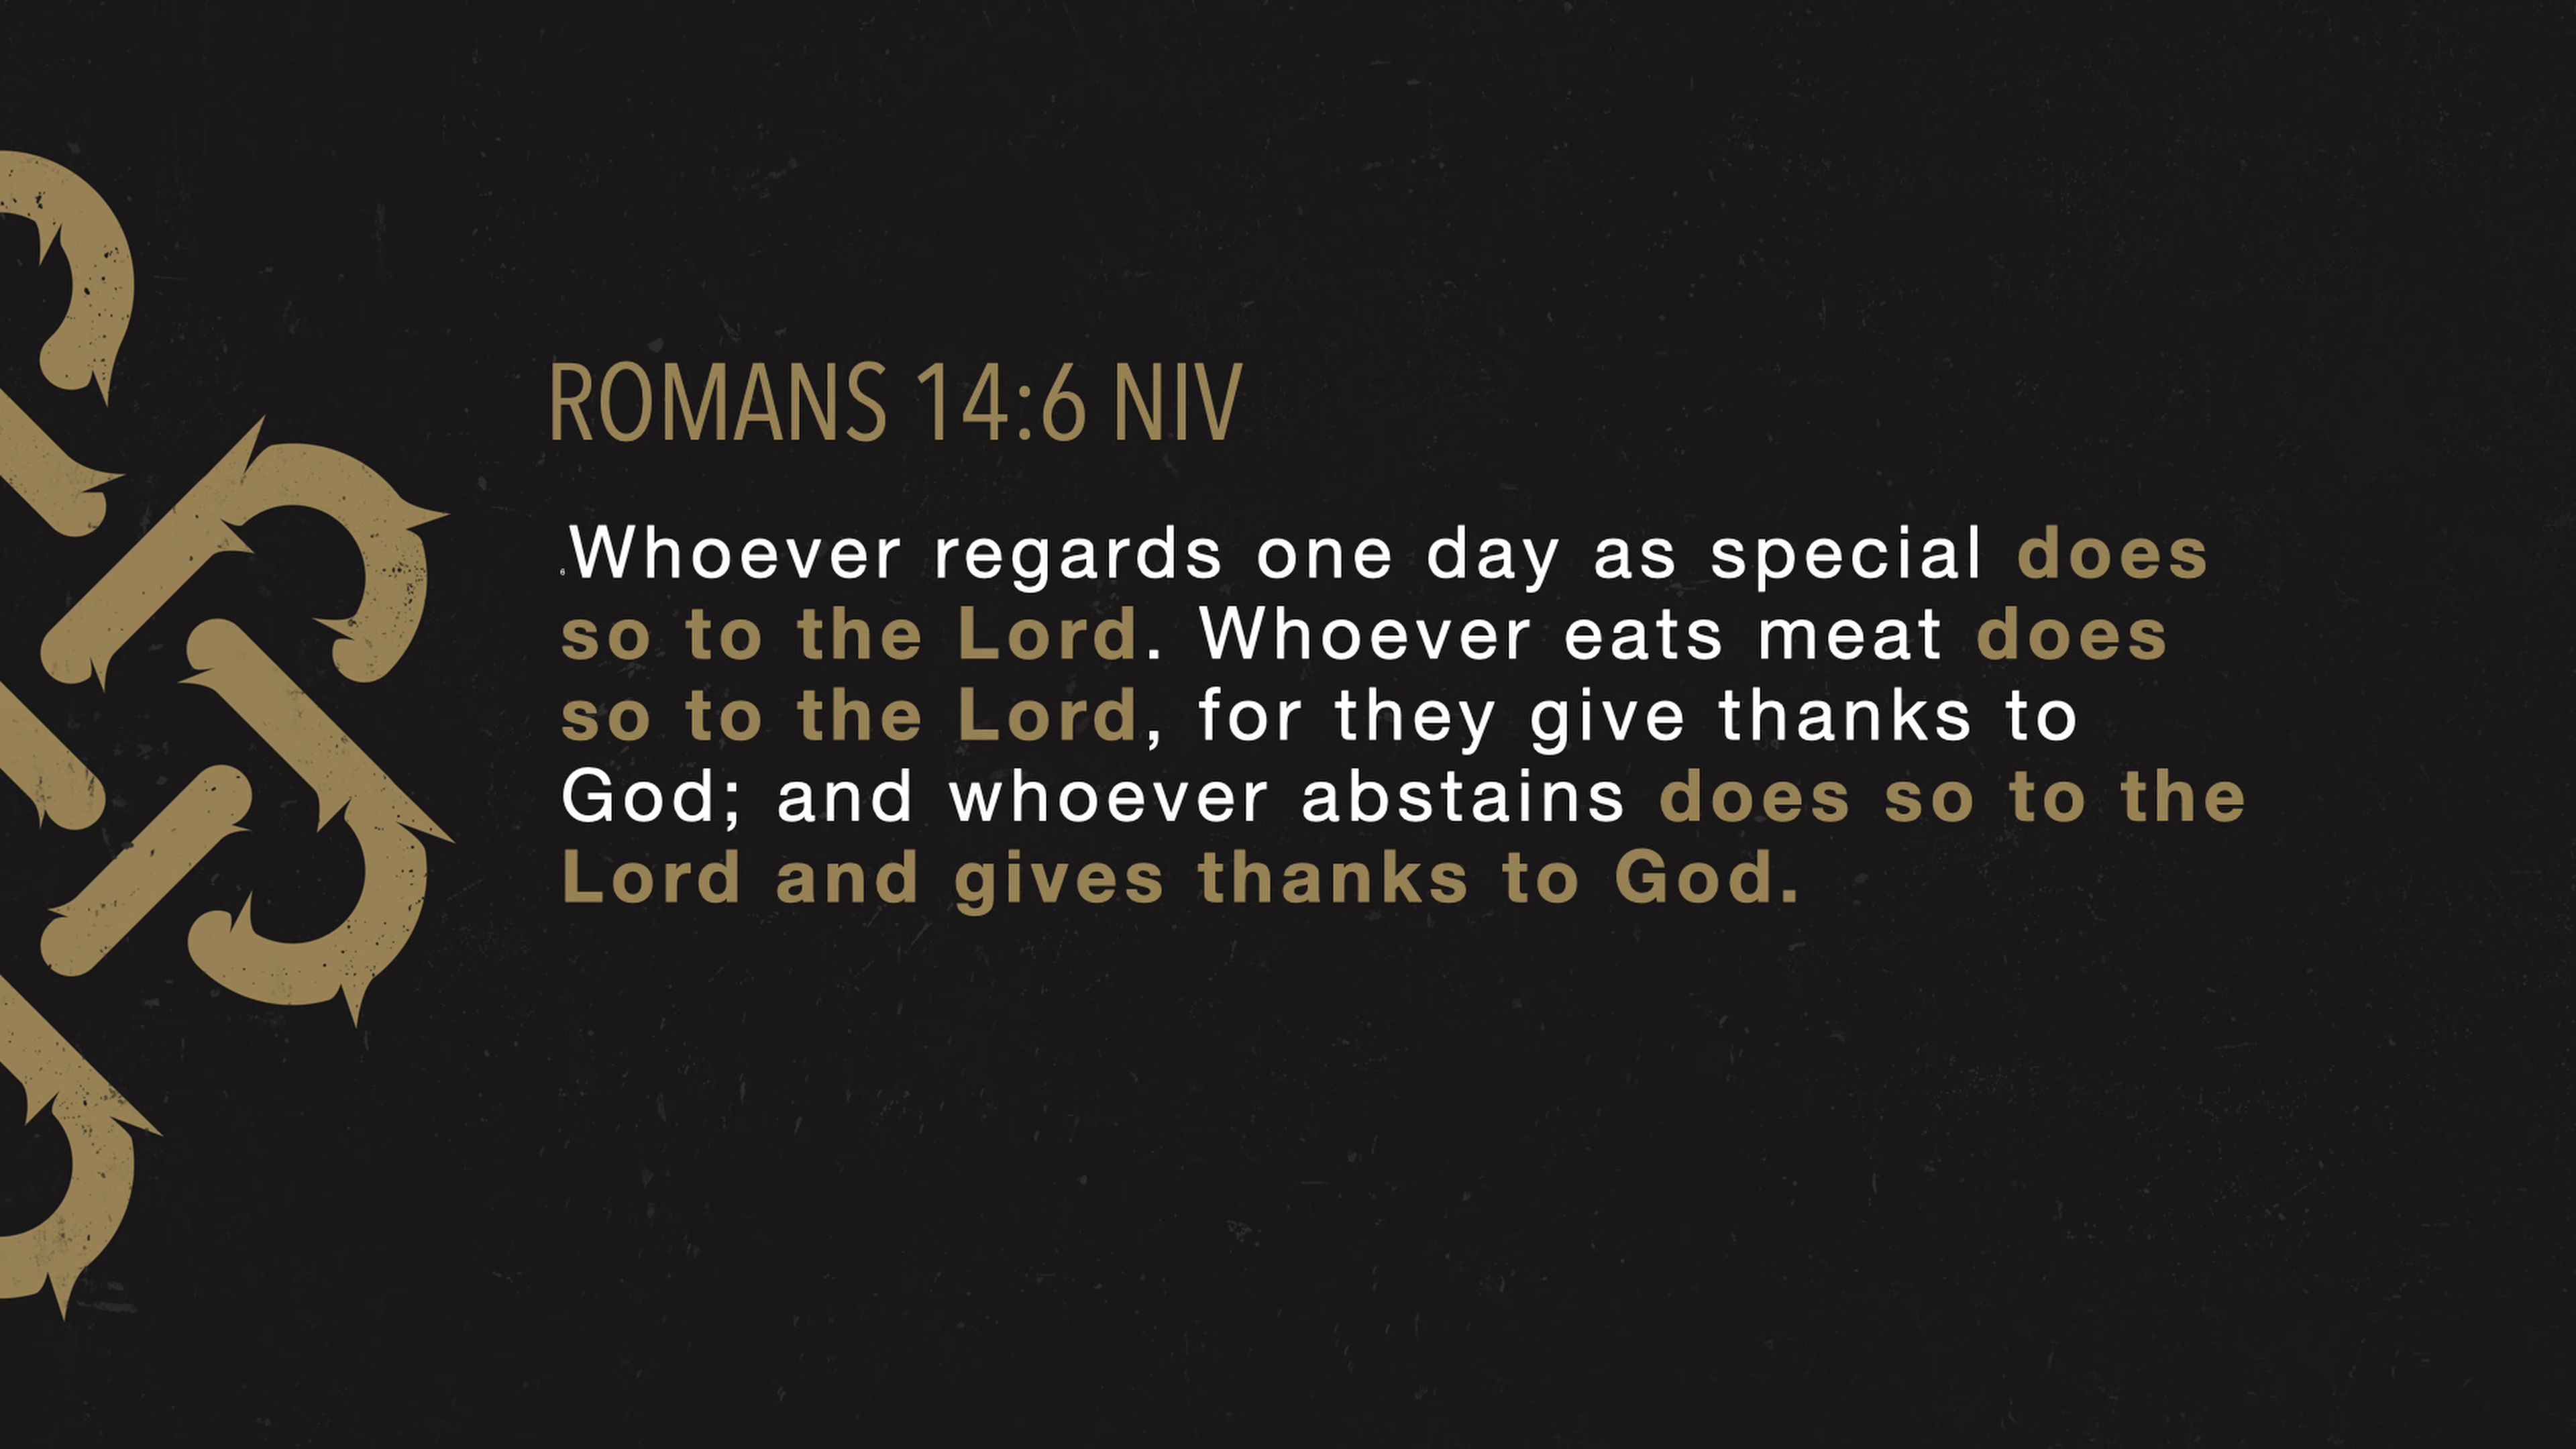 ROMANS 14:6 NIV
6 Whoever regards one day as special does
so to the Lord. Whoever eats meat does
so to the Lord, for they give thanks to
God; and whoever abstains does so to the
Lord and gives thanks to God.